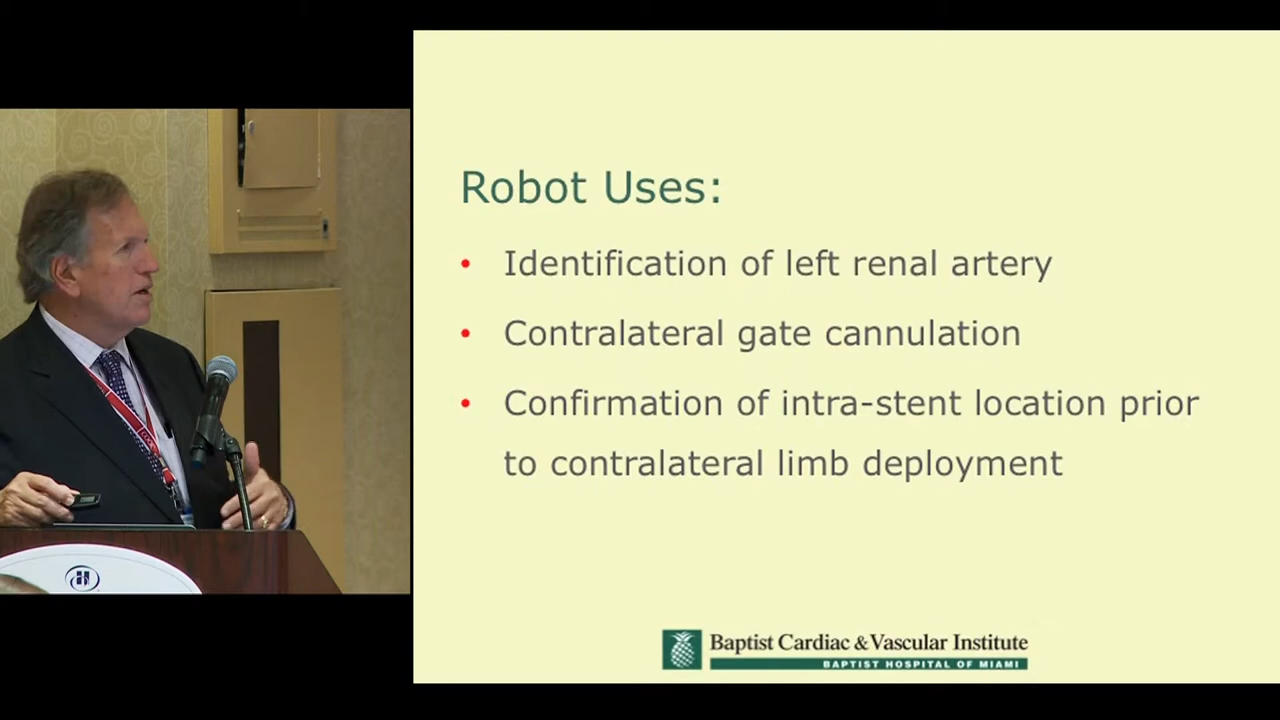 Robot Uses:
• Identification of left renal artery
• Contralateral gate cannulation
• Confirmation of intra-stent location prior
to contralateral limb deployment
Baptist Cardiac & Vascular Institute
BAPTIST HOSPITAL OF MIAMI
COOK
H